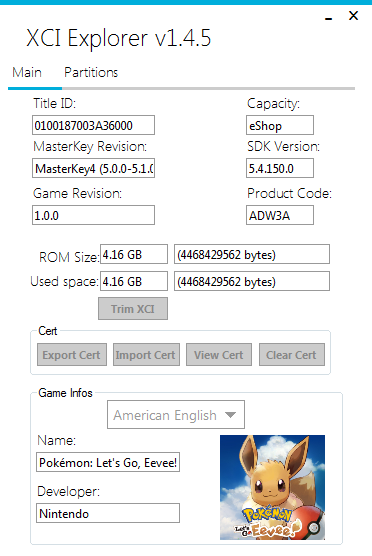 XCI Explorer v1.4.5
Main Partitions
Title ID: Capacity:
0100187003A36000 eShop
MasterKey Revision: SDK Version:
MasterKey4 (5.0.0-5.1.0 5.4.150.0
Game Revision: Product Code:
1.0.0 ADW3A
ROM Size: 4.16 GB (4468429562 bytes)
Used space: 4.16 GB (4468429562 bytes)
Trim XCI
Cert
Export Cert Import Cert View Cert Clear Cert
Game Infos
American English
Name:
Pokémon: Let's Go, Eevee!
Developer:
Nintendo
POKÉMON
Let's Go Eevee!